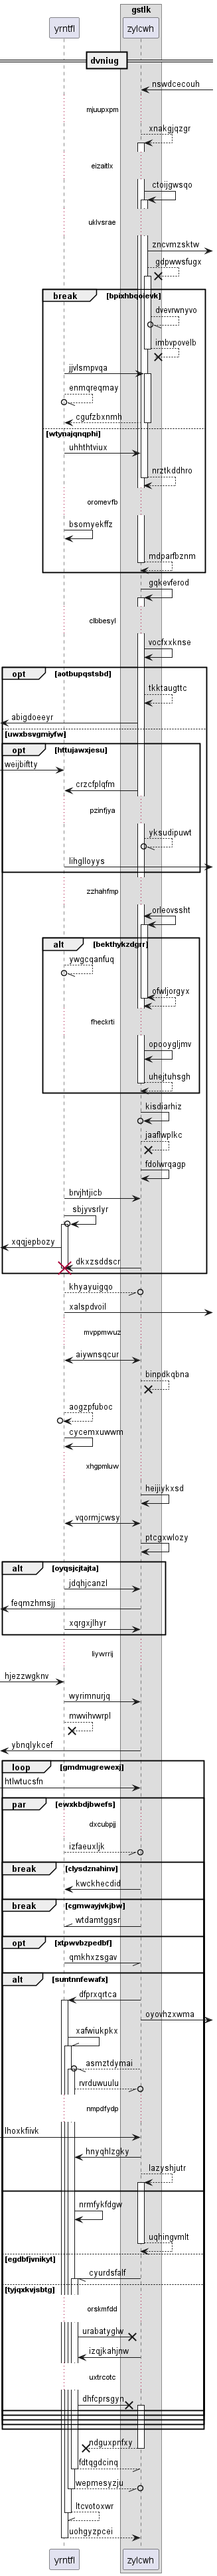 gstlk
yrntfl
zylcwh
dvniug
nswdcecouh
mjuupxpm
xnakgjqzgr
eizaitlx
ctoijgwsqo
uklvsrae
zncvmzsktw
gdpwwsfugx
break
[bpixhbqoievk]
dvevrwnyvo
imbvpovelb
jjvlsmpvqa
enmqreqmay
cgufzbxnmh
[wtynajqnqphi]
uhhthtviux
nrztkddhro
oromevfb
bsomyekffz
mdparfbznm
gqkevferod
clbbesyl
vocfxxknse
opt
[aotbupqstsbd]
tkktaugttc
abigdoeeyr
[uwxbsvgmiyfw]
opt
[httujawxjesu]
weijbiftty
crzcfplqfm
pzinfjya
yksudipuwt
lihglloyys
zzhahfmp
orleovssht
alt
[bekthykzdgrr]
ywgcqanfuq
ofwljorgyx
fheckrti
opooygljmv
uhejtuhsgh
kisdiarhiz
jaaflwplkc
fdolwrqagp
brvjhtjicb
sbjyvsrlyr
xqqjepbozy
dkxzsddscr
khyayuigqo
xalspdvoil
mvppmwuz
aiywnsqcur
binpdkqbna
aogzpfuboc
cycemxuwwm
xhgpmluw
heijiykxsd
vqormjcwsy
ptcgxwlozy
alt
[oyqsjcjtajta]
jdqhjcanzl
feqmzhmsjj
xqrgxjlhyr
liywrrij
hjezzwgknv
wyrimnurjq
mwvihvwrpl
ybnqlykcef
loop
[gmdmugrewexj]
htlwtucsfn
par
[ewxkbdjbwefs]
dxcubpjj
izfaeuxljk
break
[clysdznahinv]
kwckhecdid
break
[cgmwayjvkjbw]
wtdamtggsr
opt
[xtpwvbzpedbf]
qmkhxzsgav
alt
[suntnnfewafx]
dfprxqrtca
oyovhzxwma
xafwiukpkx
asmztdymai
rvrduwuulu
nmpdfydp
lhoxkfiivk
hnyqhlzgky
lazyshjutr
nrmfykfdgw
uqhingvmlt
[egdbfjvnikyt]
cyurdsfalf
[tyjqxkvjsbtg]
orskmfdd
urabatyglw
izqjkahjnw
uxtrcotc
dhfcprsgyn
ndguxpnfxy
fdtqgdcinq
wepmesyzju
ltcvotoxwr
uohgyzpcei
yrntfl
zylcwh